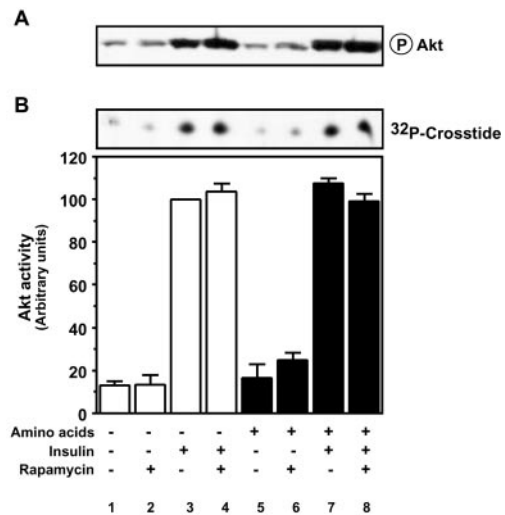 A
Ⓟ Akt
B
32P-Crosstide
120
100
80
60
40
20
0
Akt activity
(Arbitrary units)
Amino acids - - - - + + + +
Insulin - - + + - - + +
Rapamycin - + - + - + - +
1 2 3 4 5 6 7 8